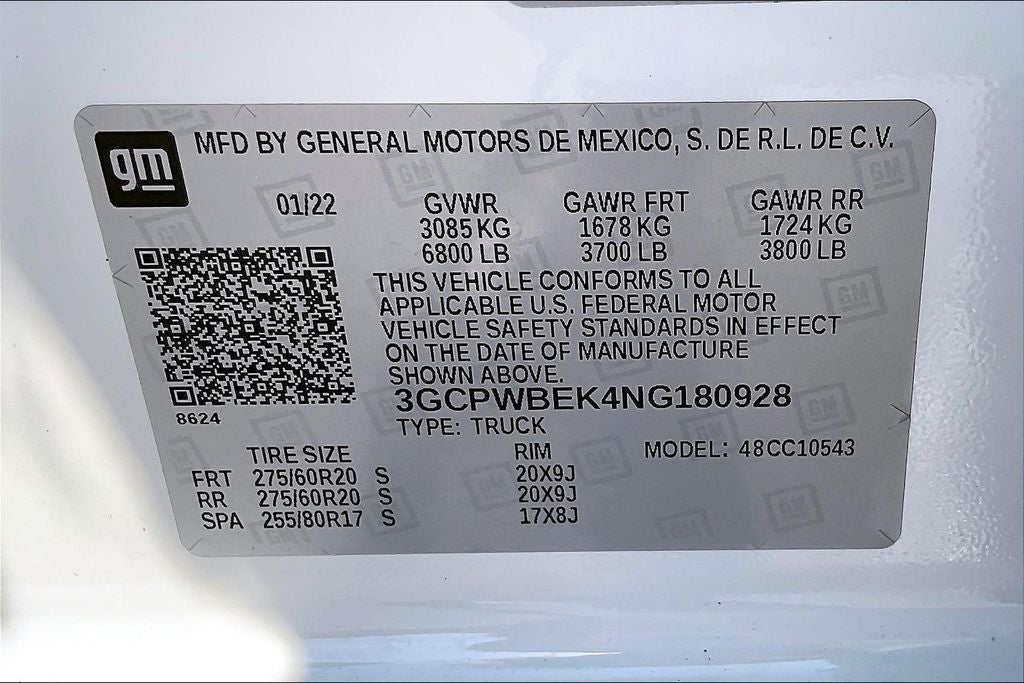 gm MFD BY GENERAL MOTORS DE MEXICO, S. DE R.L. DE C.V.
01/22 GVWR GAWR FRT GAWR RR
3085 KG 1678 KG 1724 KG
6800 LB 3700 LB 3800 LB
THIS VEHICLE CONFORMS TO ALL
APPLICABLE U.S. FEDERAL MOTOR
VEHICLE SAFETY STANDARDS IN EFFECT
ON THE DATE OF MANUFACTURE
SHOWN ABOVE.
3GCPWBEK4NG180928
8624
TYPE: TRUCK
TIRE SIZE RIM MODEL: 48CC10543
FRT 275/60R20 S 20X9J
RR 275/60R20 S 20X9J
SPA 255/80R17 S 17X8J